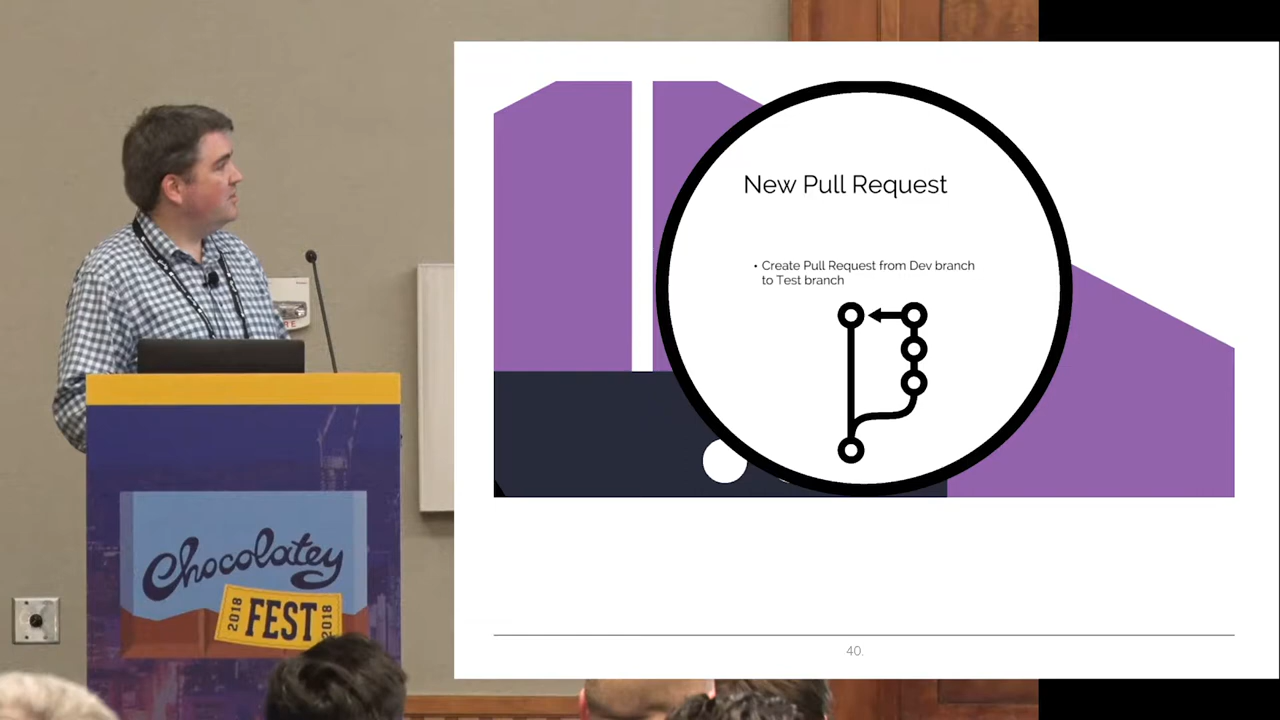 New Pull Request
• Create Pull Request from Dev branch
to Test branch
40.
Chocolatey
2018 FEST 2018